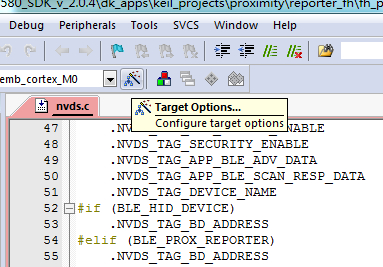 580_SDK_v_2.0.4\dk_apps\keil_projects\proximity\reporter_fh\fh_p
Debug Peripherals Tools SVCS Window Help
emb_cortex_M0
nvds.c
Target Options...
Configure target options
47 ENABLE
48 .NVDS_TAG_SECURITY_ENABLE
49 .NVDS_TAG_APP_BLE_ADV_DATA
50 .NVDS_TAG_APP_BLE_SCAN_RESP_DATA
51 .NVDS_TAG_DEVICE_NAME
52 #if (BLE_HID_DEVICE)
53 .NVDS_TAG_BD_ADDRESS
54 #elif (BLE_PROX_REPORTER)
55 .NVDS_TAG_BD_ADDRESS